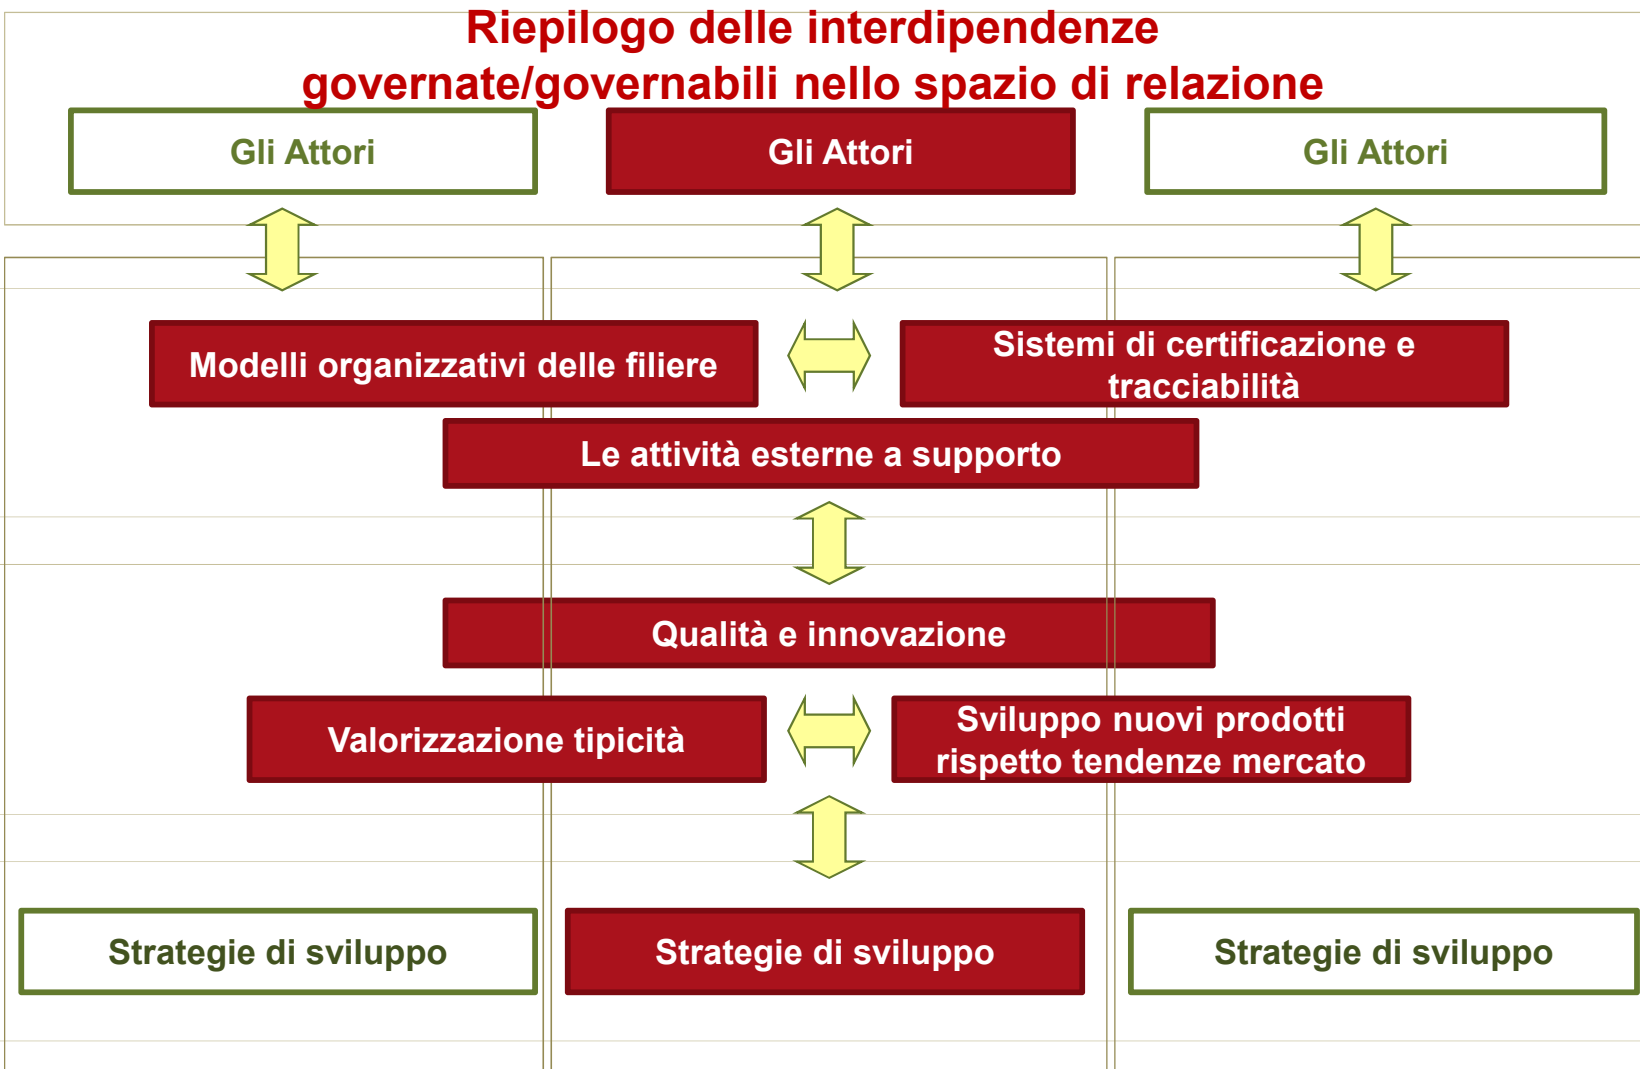 Riepilogo delle interdipendenze
governate/governabili nello spazio di relazione
Gli Attori
Gli Attori
Gli Attori
Modelli organizzativi delle filiere
Sistemi di certificazione e
tracciabilità
Le attività esterne a supporto
Qualità e innovazione
Valorizzazione tipicità
Sviluppo nuovi prodotti
rispetto tendenze mercato
Strategie di sviluppo
Strategie di sviluppo
Strategie di sviluppo